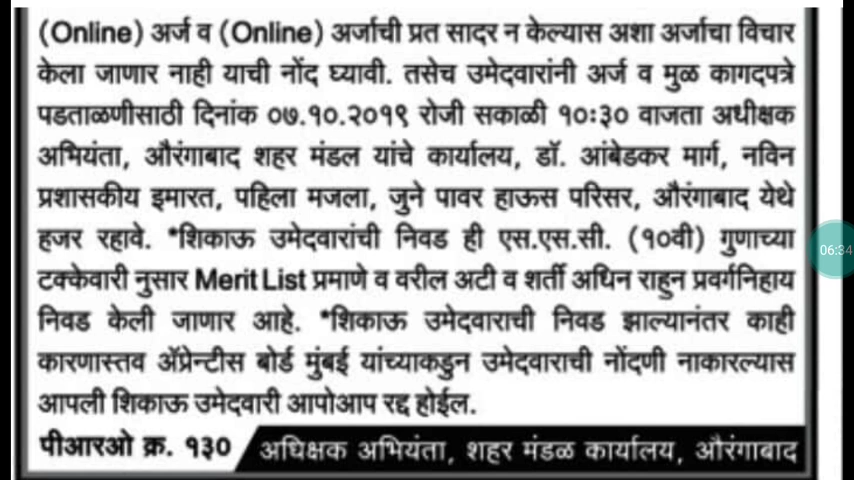 (Online) अर्ज व (Online) अर्जाची प्रत सादर न केल्यास अशा अर्जाचा विचार
केला जाणार नाही याची नोंद घ्यावी. तसेच उमेदवारांनी अर्ज व मुळ कागदपत्रे
पडताळणीसाठी दिनांक ०७.१०.२०१९ रोजी सकाळी १०:३० वाजता अधीक्षक
अभियंता, औरंगाबाद शहर मंडल यांचे कार्यालय, डॉ. आंबेडकर मार्ग, नविन
प्रशासकीय इमारत, पहिला मजला, जुने पावर हाऊस परिसर, औरंगाबाद येथे
हजर रहावे. *शिकाऊ उमेदवारांची निवड ही एस.एस.सी. (१०वी) गुणाच्या
टक्केवारी नुसार Merit List प्रमाणे व वरील अटी व शर्ती अधिन राहुन प्रवर्गनिहाय
निवड केली जाणार आहे. *शिकाऊ उमेदवाराची निवड झाल्यानंतर काही
कारणास्तव ॲप्रेन्टीस बोर्ड मुंबई यांच्याकडुन उमेदवाराची नोंदणी नाकारल्यास
आपली शिकाऊ उमेदवारी आपोआप रद्द होईल.
पीआरओ क्र. १३० अधिक्षक अभियंता, शहर मंडळ कार्यालय, औरंगाबाद
06:34